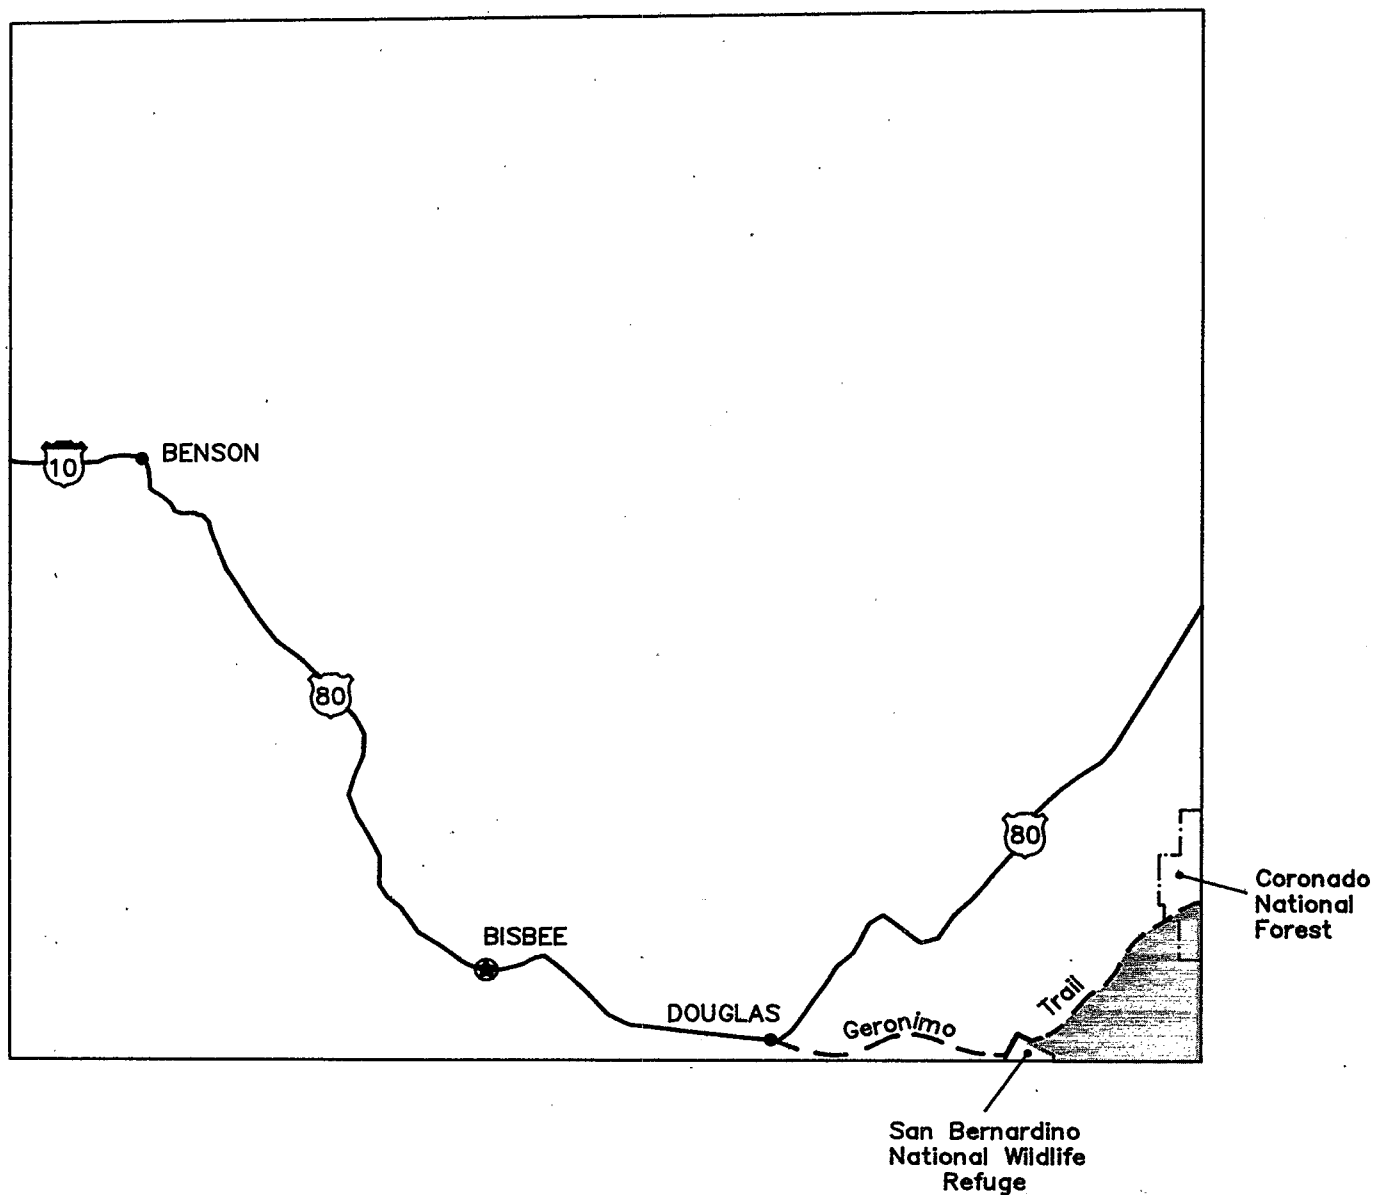 10
BENSON
80
80
Coronado
National
Forest
BISBEE
DOUGLAS
Geronimo
Trail
San Bernardino
National Wildlife
Refuge